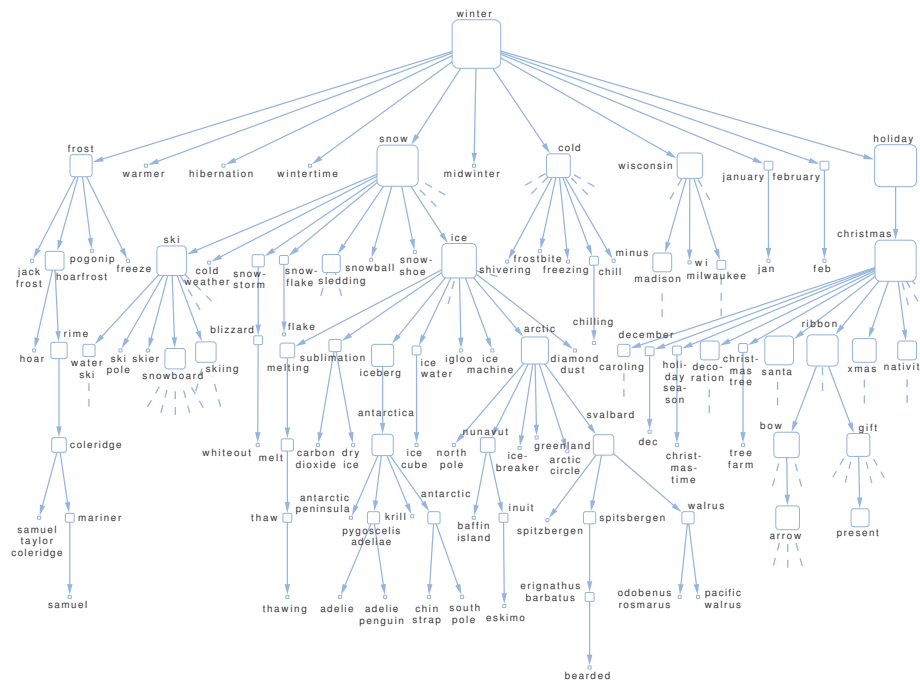 winter
frost
warmer
hibernation
wintertime
snow
midwinter
cold
wisconsin
january
february
holiday
jack
frost
hoarfrost
pogonip
freeze
ski
cold
weather
snow-
storm
snow-
flake
sledding
snowball
snow-
shoe
ice
shivering
frostbite
freezing
chill
minus
madison
wi
milwaukee
jan
feb
christmas
hoar
rime
water
ski
ski
pole
skier
snowboard
skiing
blizzard
flake
melting
sublimation
iceberg
ice
water
igloo
ice
machine
arctic
diamond
dust
chilling
caroling
december
holi-
day
sea-
son
deco-
ration
christ-
mas
tree
santa
ribbon
xmas
nativit
coleridge
whiteout
melt
carbon
dioxide
dry
ice
antarctica
ice
cube
north
pole
nunavut
ice-
breaker
greenland
arctic
circle
svalbard
dec
christ-
mas-
time
tree
farm
bow
gift
samuel
taylor
coleridge
mariner
thaw
antarctic
peninsula
pygoscelis
adeliae
krill
antarctic
baffin
island
inuit
spitzbergen
spitsbergen
walrus
arrow
present
samuel
thawing
adelie
adelie
penguin
chin
strap
south
pole
eskimo
erignathus
barbatus
odobenus
rosmarus
pacific
walrus
bearded